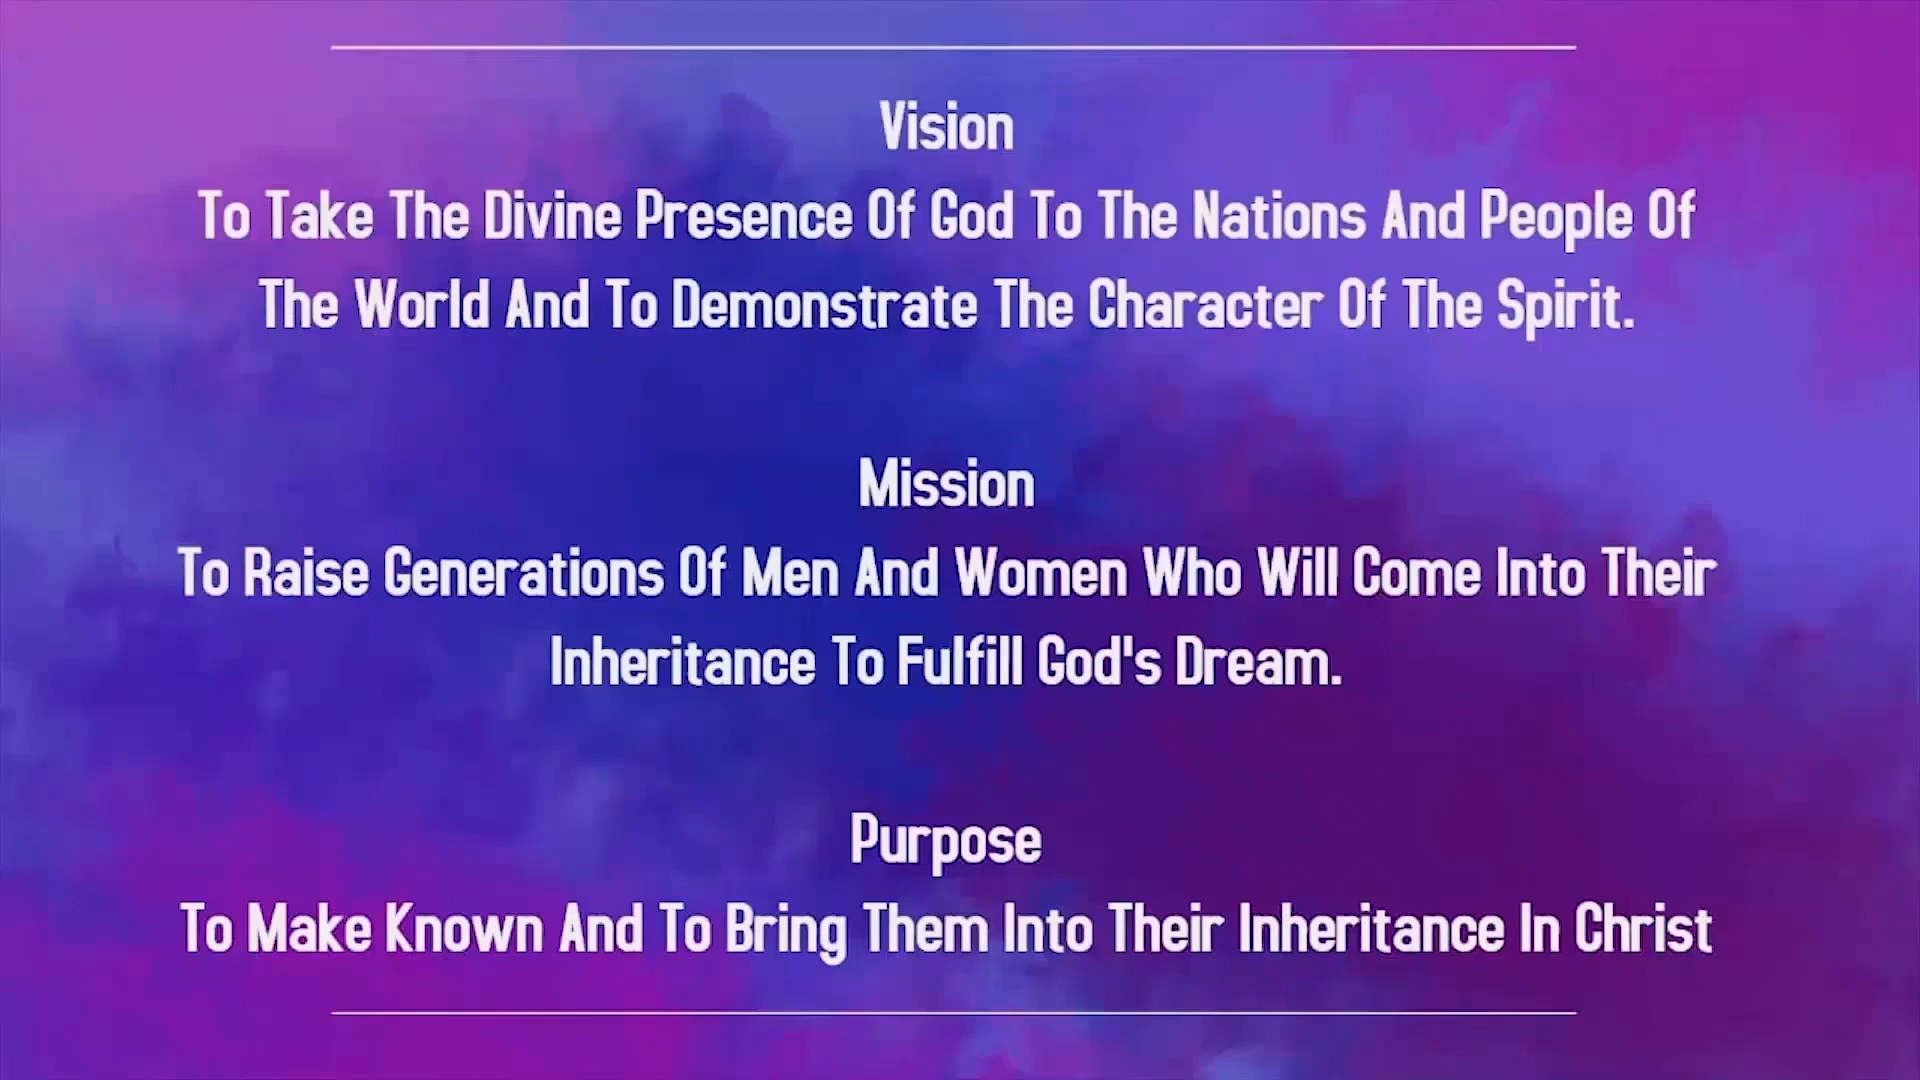 Vision
To Take The Divine Presence Of God To The Nations And People Of
The World And To Demonstrate The Character Of The Spirit.
Mission
To Raise Generations Of Men And Women Who Will Come Into Their
Inheritance To Fulfill God's Dream.
Purpose
To Make Known And To Bring Them Into Their Inheritance In Christ